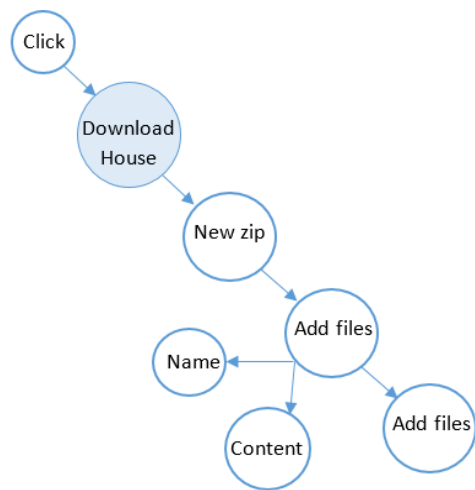 Click
Download
House
New zip
Add files
Name
Add files
Content